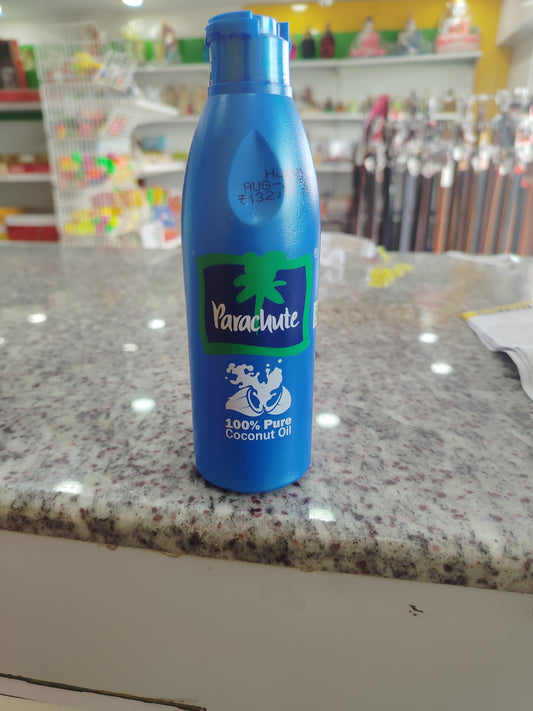 AUG-
₹132
Parachute
100% Pure
Coconut Oil